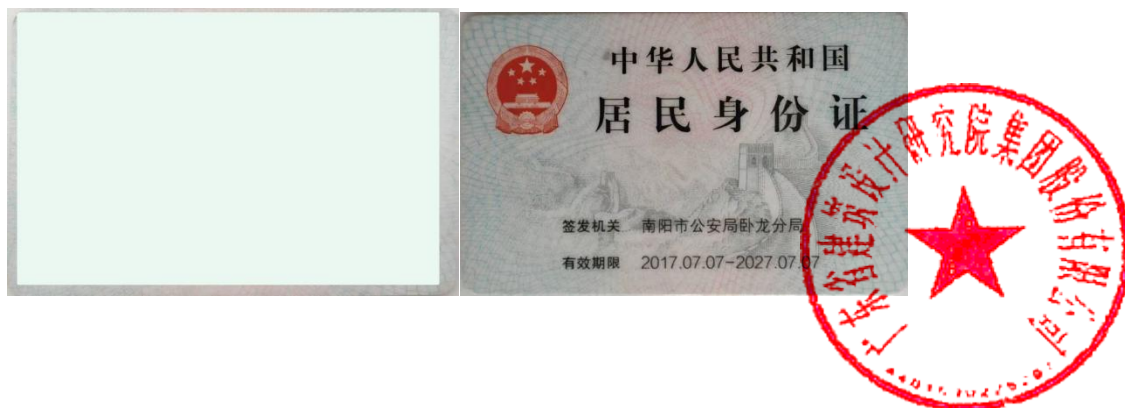 中华人民共和国
居民身份证
签发机关 南阳市公安局卧龙分局
有效期限 2017.07.07-2027.07.07
广东省建筑设计研究院集团股份有限公司